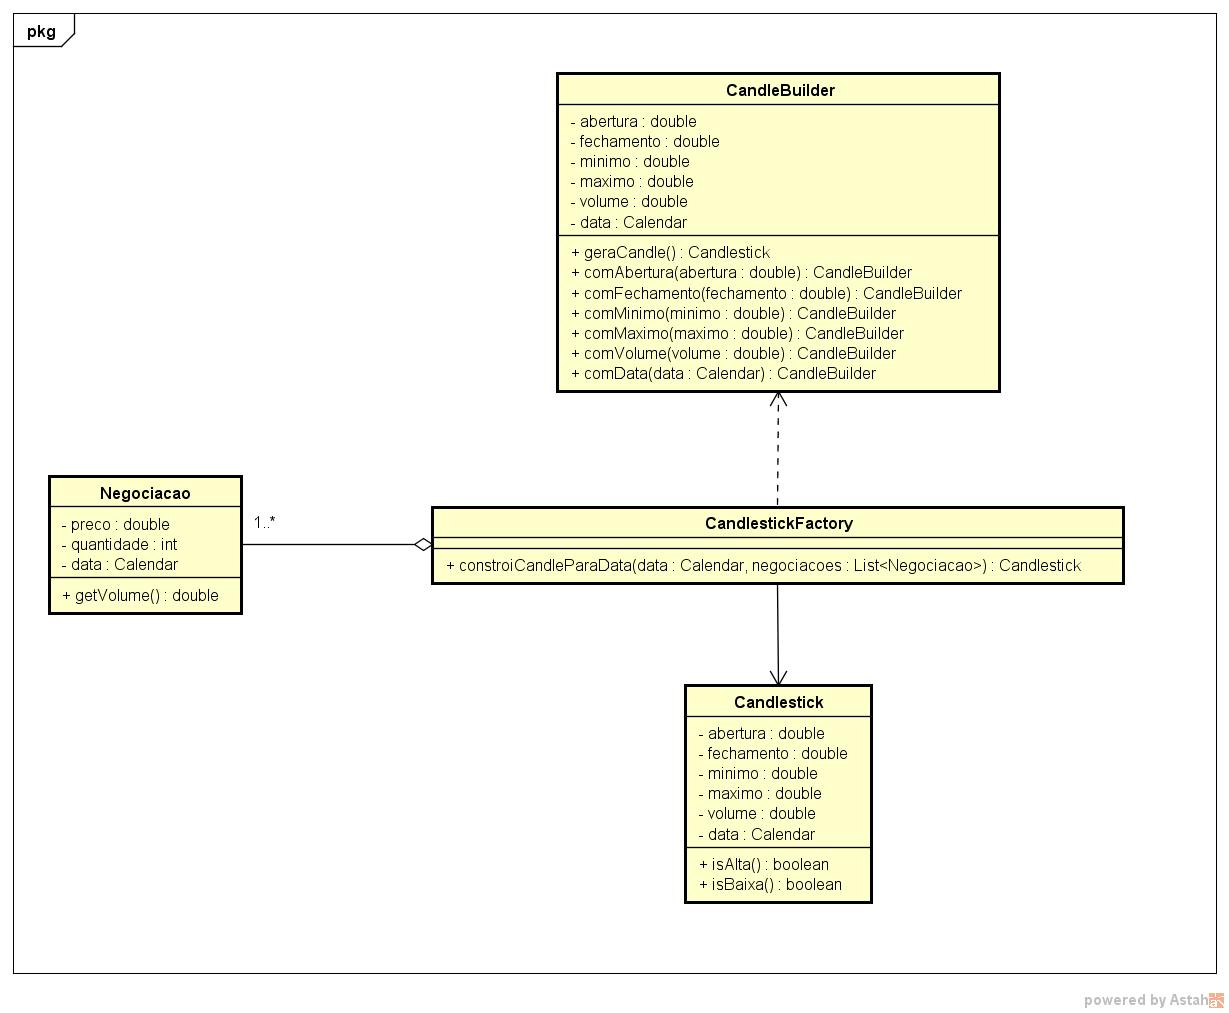 pkg
CandleBuilder
- abertura : double
- fechamento : double
- minimo : double
- maximo : double
- volume : double
- data : Calendar
+ geraCandle() : Candlestick
+ comAbertura(abertura : double) : CandleBuilder
+ comFechamento(fechamento : double) : CandleBuilder
+ comMinimo(minimo : double) : CandleBuilder
+ comMaximo(maximo : double) : CandleBuilder
+ comVolume(volume : double) : CandleBuilder
+ comData(data : Calendar) : CandleBuilder
Negociacao
- preco : double
- quantidade : int
- data : Calendar
+ getVolume() : double
1..*
CandlestickFactory
+ constroiCandleParaData(data : Calendar, negociacoes : List<Negociacao>) : Candlestick
Candlestick
- abertura : double
- fechamento : double
- minimo : double
- maximo : double
- volume : double
- data : Calendar
+ isAlta() : boolean
+ isBaixa() : boolean
powered by Astah